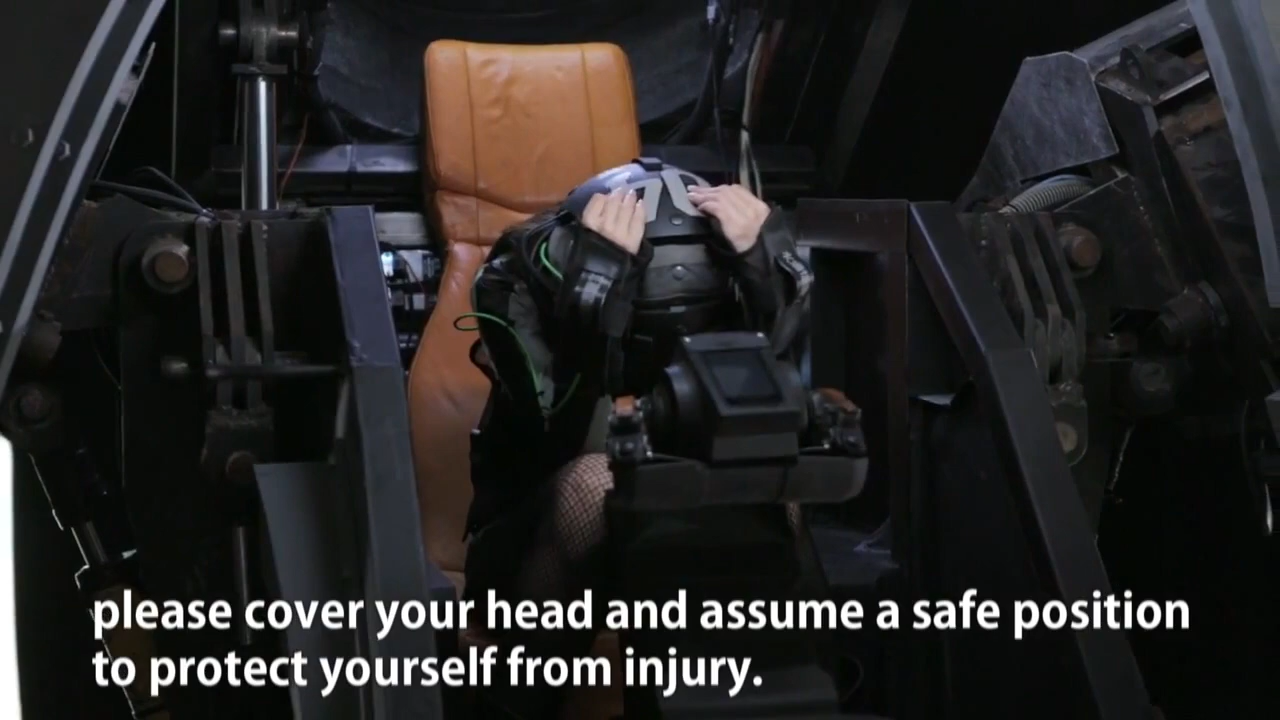 please cover your head and assume a safe position
to protect yourself from injury.